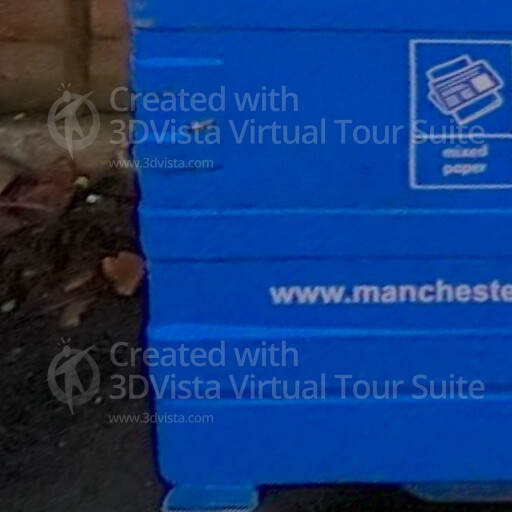 Created with
3DVista Virtual Tour Suite
www.3dvista.com
mixed
paper
www.mancheste
Created with
3DVista Virtual Tour Suite
www.3dvista.com